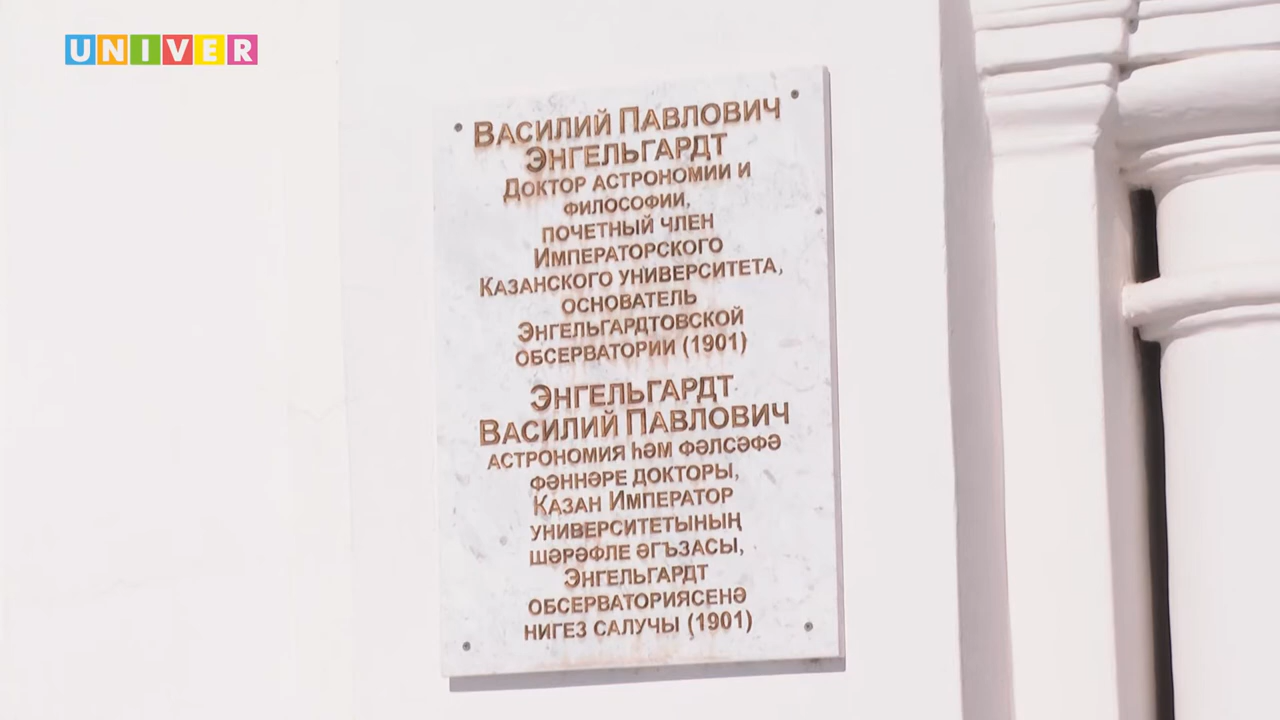 UNIVER
ВАСИЛИЙ ПАВЛОВИЧ
ЭНГЕЛЬГАРДТ
ДОКТОР АСТРОНОМИИ И
ФИЛОСОФИИ,
ПОЧЕТНЫЙ ЧЛЕН
ИМПЕРАТОРСКОГО
КАЗАНСКОГО УНИВЕРСИТЕТА,
ОСНОВАТЕЛЬ
ЭНГЕЛЬГАРДТОВСКОЙ
ОБСЕРВАТОРИИ (1901)
ЭНГЕЛЬГАРДТ
ВАСИЛИЙ ПАВЛОВИЧ
АСТРОНОМИЯ ҺӘМ ФӘЛСӘФӘ
ФӘННӘРЕ ДОКТОРЫ,
КАЗАН ИМПЕРАТОР
УНИВЕРСИТЕТЫНЫҢ
ШӘРӘФЛЕ ӘГЪЗАСЫ,
ЭНГЕЛЬГАРДТ
ОБСЕРВАТОРИЯСЕНӘ
НИГЕЗ САЛУЧЫ (1901)